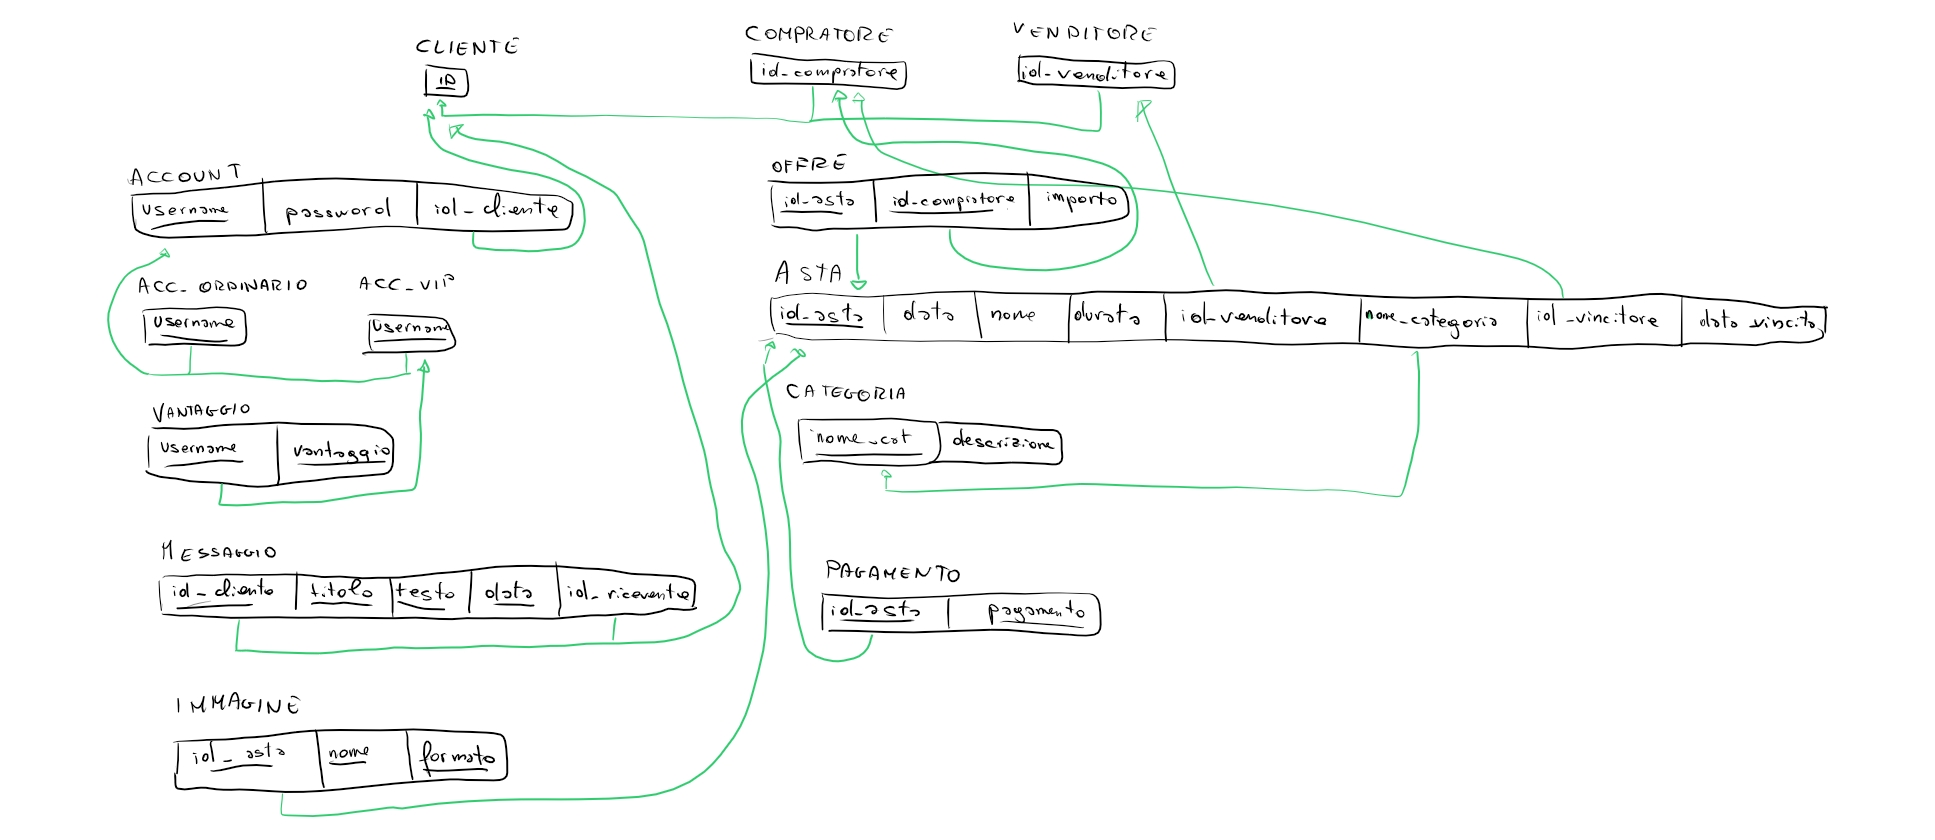 CLIENTE
ID
COMPRATORE
id_compratore
VENDITORE
id_venditore
ACCOUNT
username password id_cliente
OFFRE
id_asta id_compratore importo
ACC_ORDINARIO
username
ACC_VIP
username
ASTA
id_asta data nome durata id_venditore nome_categoria id_vincitore data vincita
VANTAGGIO
username vantaggio
CATEGORIA
nome_cat descrizione
MESSAGGIO
id_cliente titolo testo data id_ricevente
PAGAMENTO
id_asta pagamento
IMMAGINE
id_asta nome formato